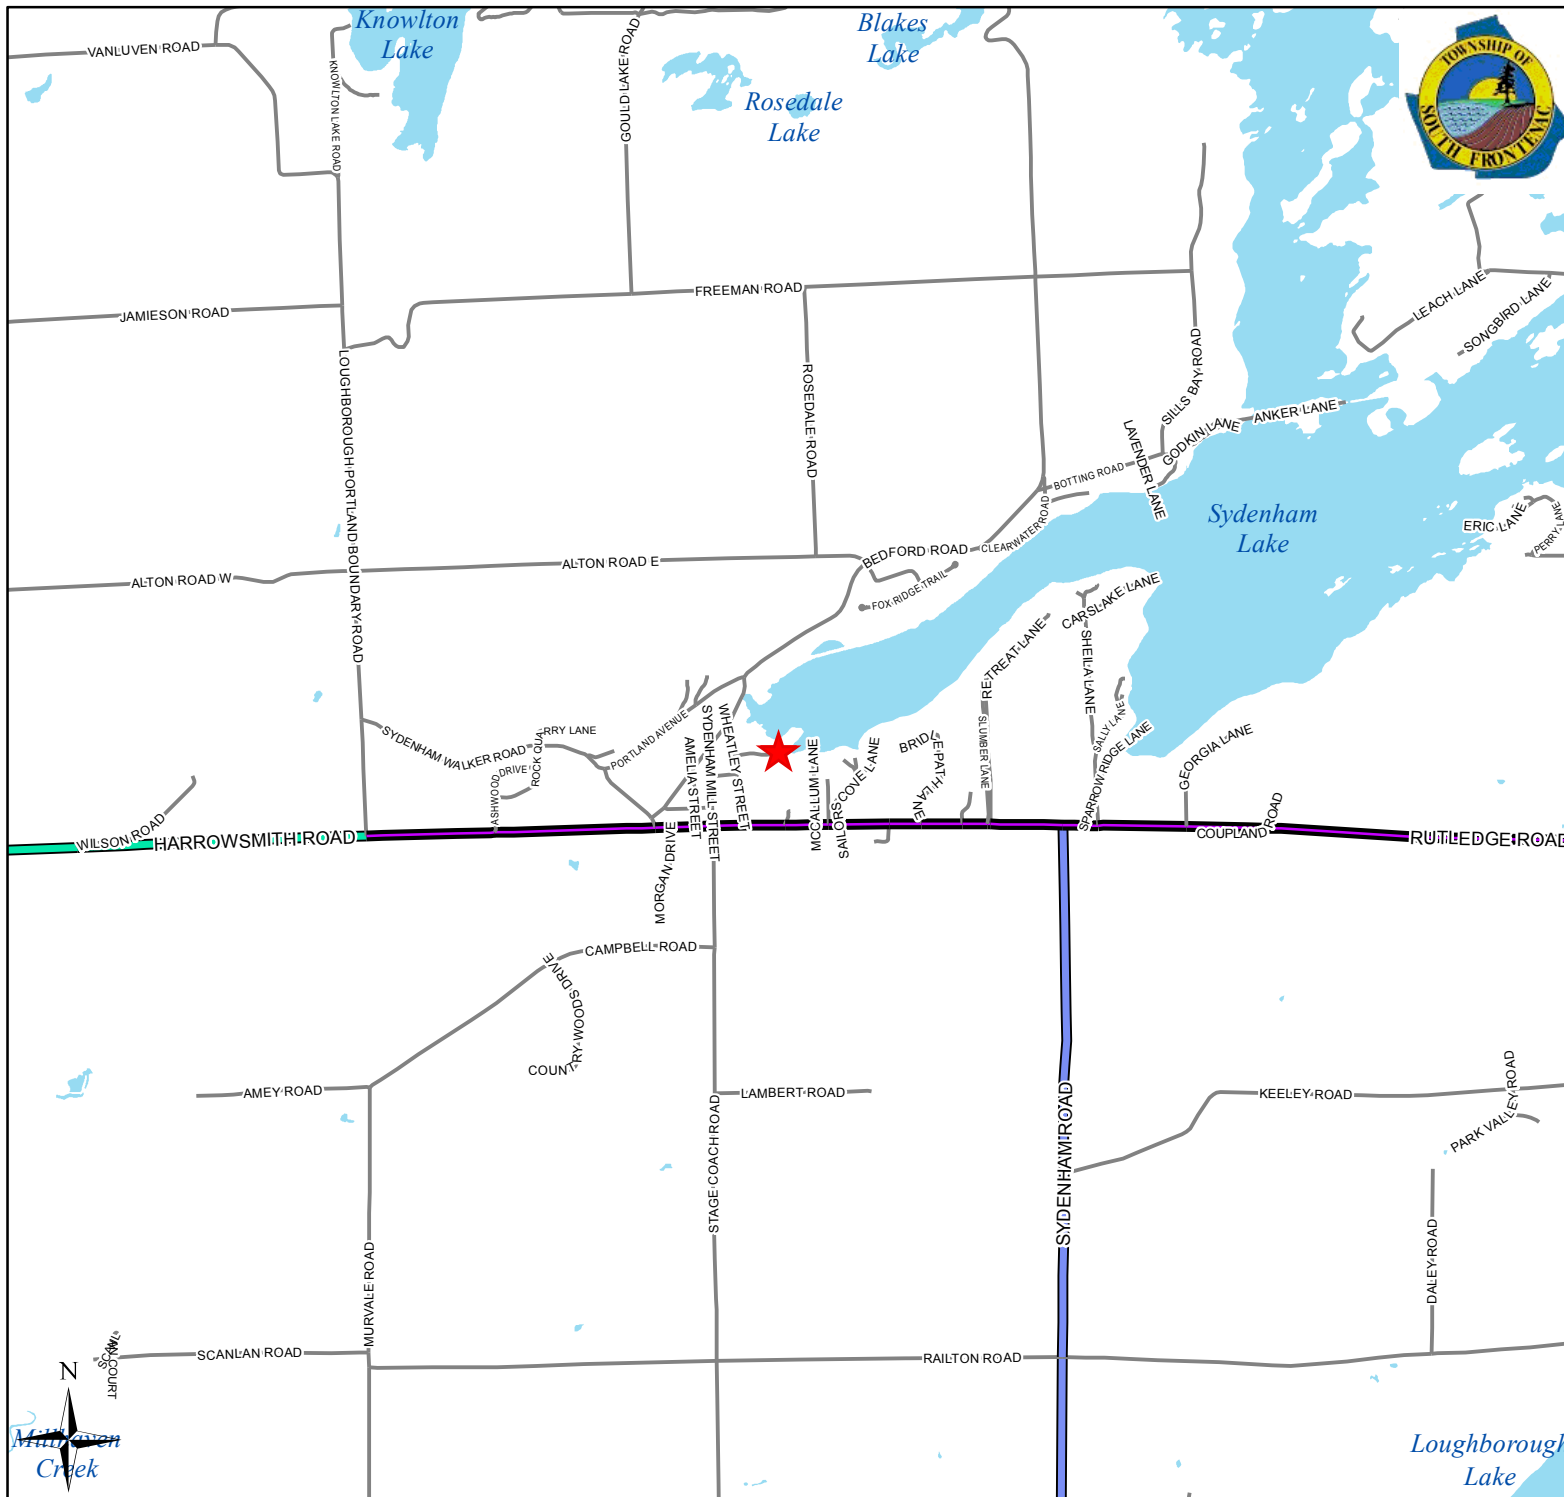 Knowlton
Lake
Blakes
Lake
Rosedale
Lake
TOWNSHIP OF
SOUTH FRONTENAC
VANLUVEN ROAD
KNOWLTON LAKE ROAD
GOULD LAKE ROAD
FREEMAN ROAD
JAMIESON ROAD
LEACH LANE
SONGBIRD LANE
LOUGHBOROUGH PORTLAND BOUNDARY ROAD
ROSEDALE ROAD
SILLS BAY ROAD
ANKER LANE
GODKIN LANE
LAVENDER LANE
BOTTING ROAD
CLEARWATER ROAD
Sydenham
Lake
ERIC LANE
PERRY LANE
BEDFORD ROAD
FOX RIDGE TRAIL
ALTON ROAD E
ALTON ROAD W
CARSLAKE LANE
RETREAT LANE
SHEILA LANE
SALLY LANE
SLUMBER LANE
SPARROW RIDGE LANE
GEORGIA LANE
SYDENHAM WALKER ROAD
ROCK QUARRY LANE
ASHWOOD DRIVE
PORTLAND AVENUE
AMELIA STREET
SYDENHAM MILL STREET
WHEATLEY STREET
MCCALLUM LANE
SAILORS COVE LANE
BRIDLE PATH LANE
WILSON ROAD
HARROWSMITH ROAD
COUPLAND ROAD
RUTLEDGE ROAD
MORGAN DRIVE
CAMPBELL ROAD
COUNTRY WOODS DRIVE
AMEY ROAD
LAMBERT ROAD
KEELEY ROAD
PARK VALLEY ROAD
STAGE COACH ROAD
SYDENHAM ROAD
MURVALE ROAD
DALEY ROAD
SCANLAN COURT
SCANLAN ROAD
RAILTON ROAD
N
Millhaven
Creek
Loughborough
Lake